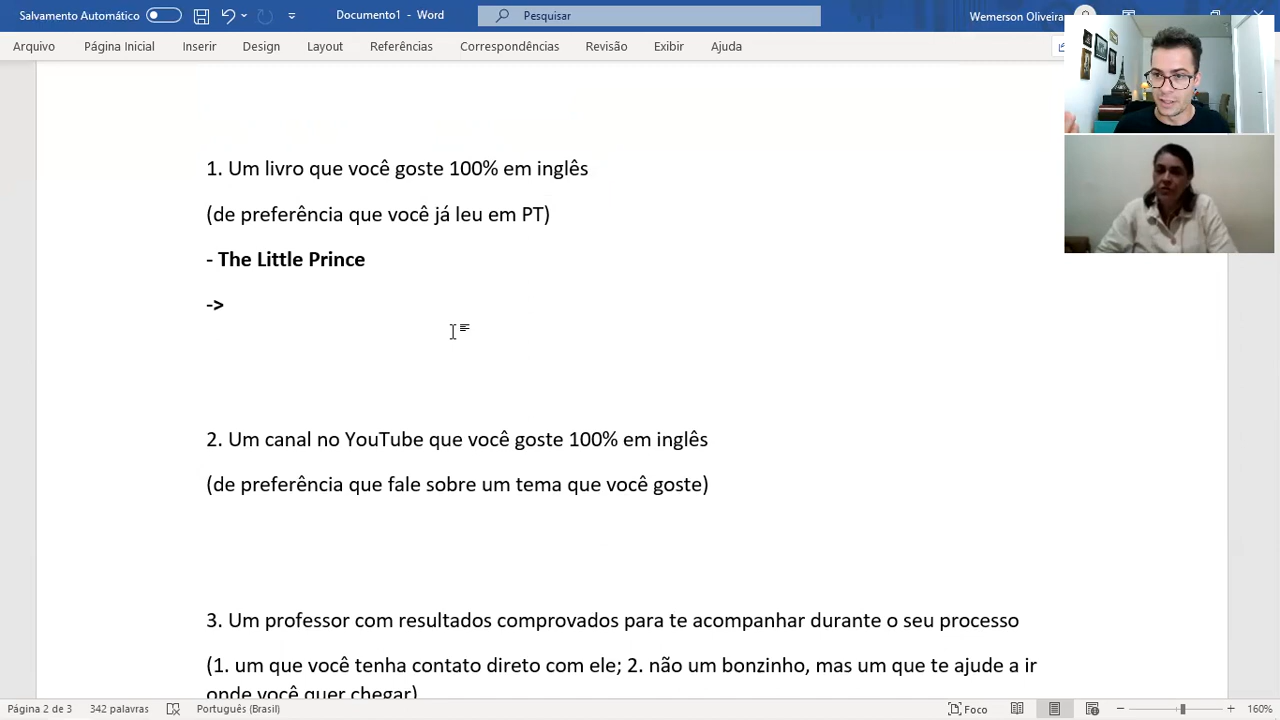 Salvamento Automático
Documento1 - Word
Pesquisar
Wemerson Oliveira
Arquivo
Página Inicial
Inserir
Design
Layout
Referências
Correspondências
Revisão
Exibir
Ajuda
1. Um livro que você goste 100% em inglês
(de preferência que você já leu em PT)
- The Little Prince
->
2. Um canal no YouTube que você goste 100% em inglês
(de preferência que fale sobre um tema que você goste)
3. Um professor com resultados comprovados para te acompanhar durante o seu processo
(1. um que você tenha contato direto com ele; 2. não um bonzinho, mas um que te ajude a ir
onde você quer chegar)
Página 2 de 3
342 palavras
Português (Brasil)
Foco
160%